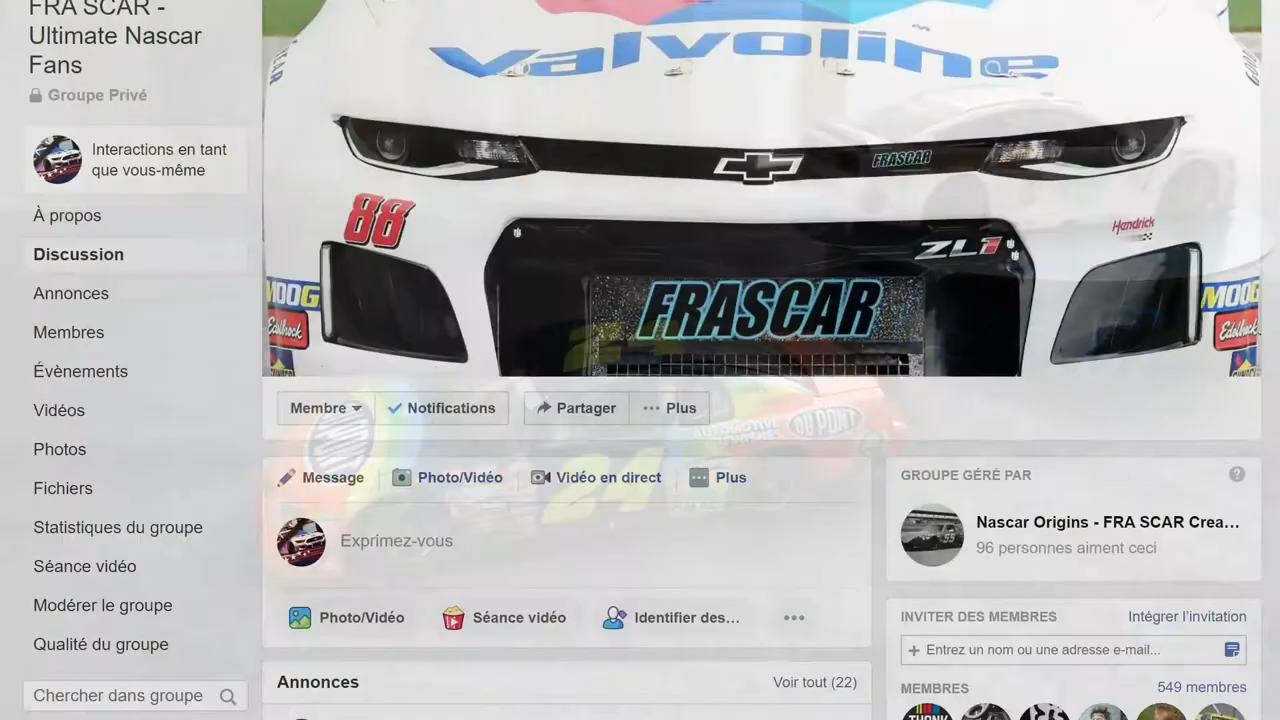 FRA SCAR -
Ultimate Nascar
Fans
Groupe Privé
Interactions en tant
que vous-même
À propos
Discussion
Annonces
Membres
Évènements
Vidéos
Photos
Fichiers
Statistiques du groupe
Séance vidéo
Modérer le groupe
Qualité du groupe
Chercher dans groupe
valvoline
FRASCAR
88
Hendrick
ZL1
MOOG
Edelbrock
FRASCAR
MOOG
Edelbrock
Membre
Notifications
Partager
Plus
AUTOMOTIVE
FINISHES
DU PONT
24
Message
Photo/Vidéo
Vidéo en direct
Plus
Exprimez-vous
Photo/Vidéo
Séance vidéo
Identifier des...
Annonces
Voir tout (22)
GROUPE GÉRÉ PAR
Nascar Origins - FRA SCAR Crea...
96 personnes aiment ceci
INVITER DES MEMBRES
Intégrer l'invitation
Entrez un nom ou une adresse e-mail...
MEMBRES
549 membres